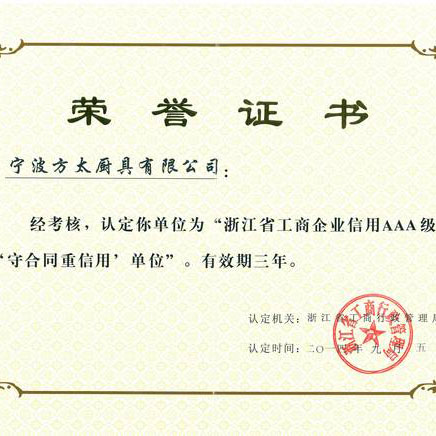 荣誉证书
宁波方太厨具有限公司：
经考核，认定你单位为“浙江省工商企业信用AAA级
“守合同重信用’单位”。有效期三年。
认定机关：浙江省工商行政管理局
认定时间：二〇一四年九月五
浙江省工商行政管理局